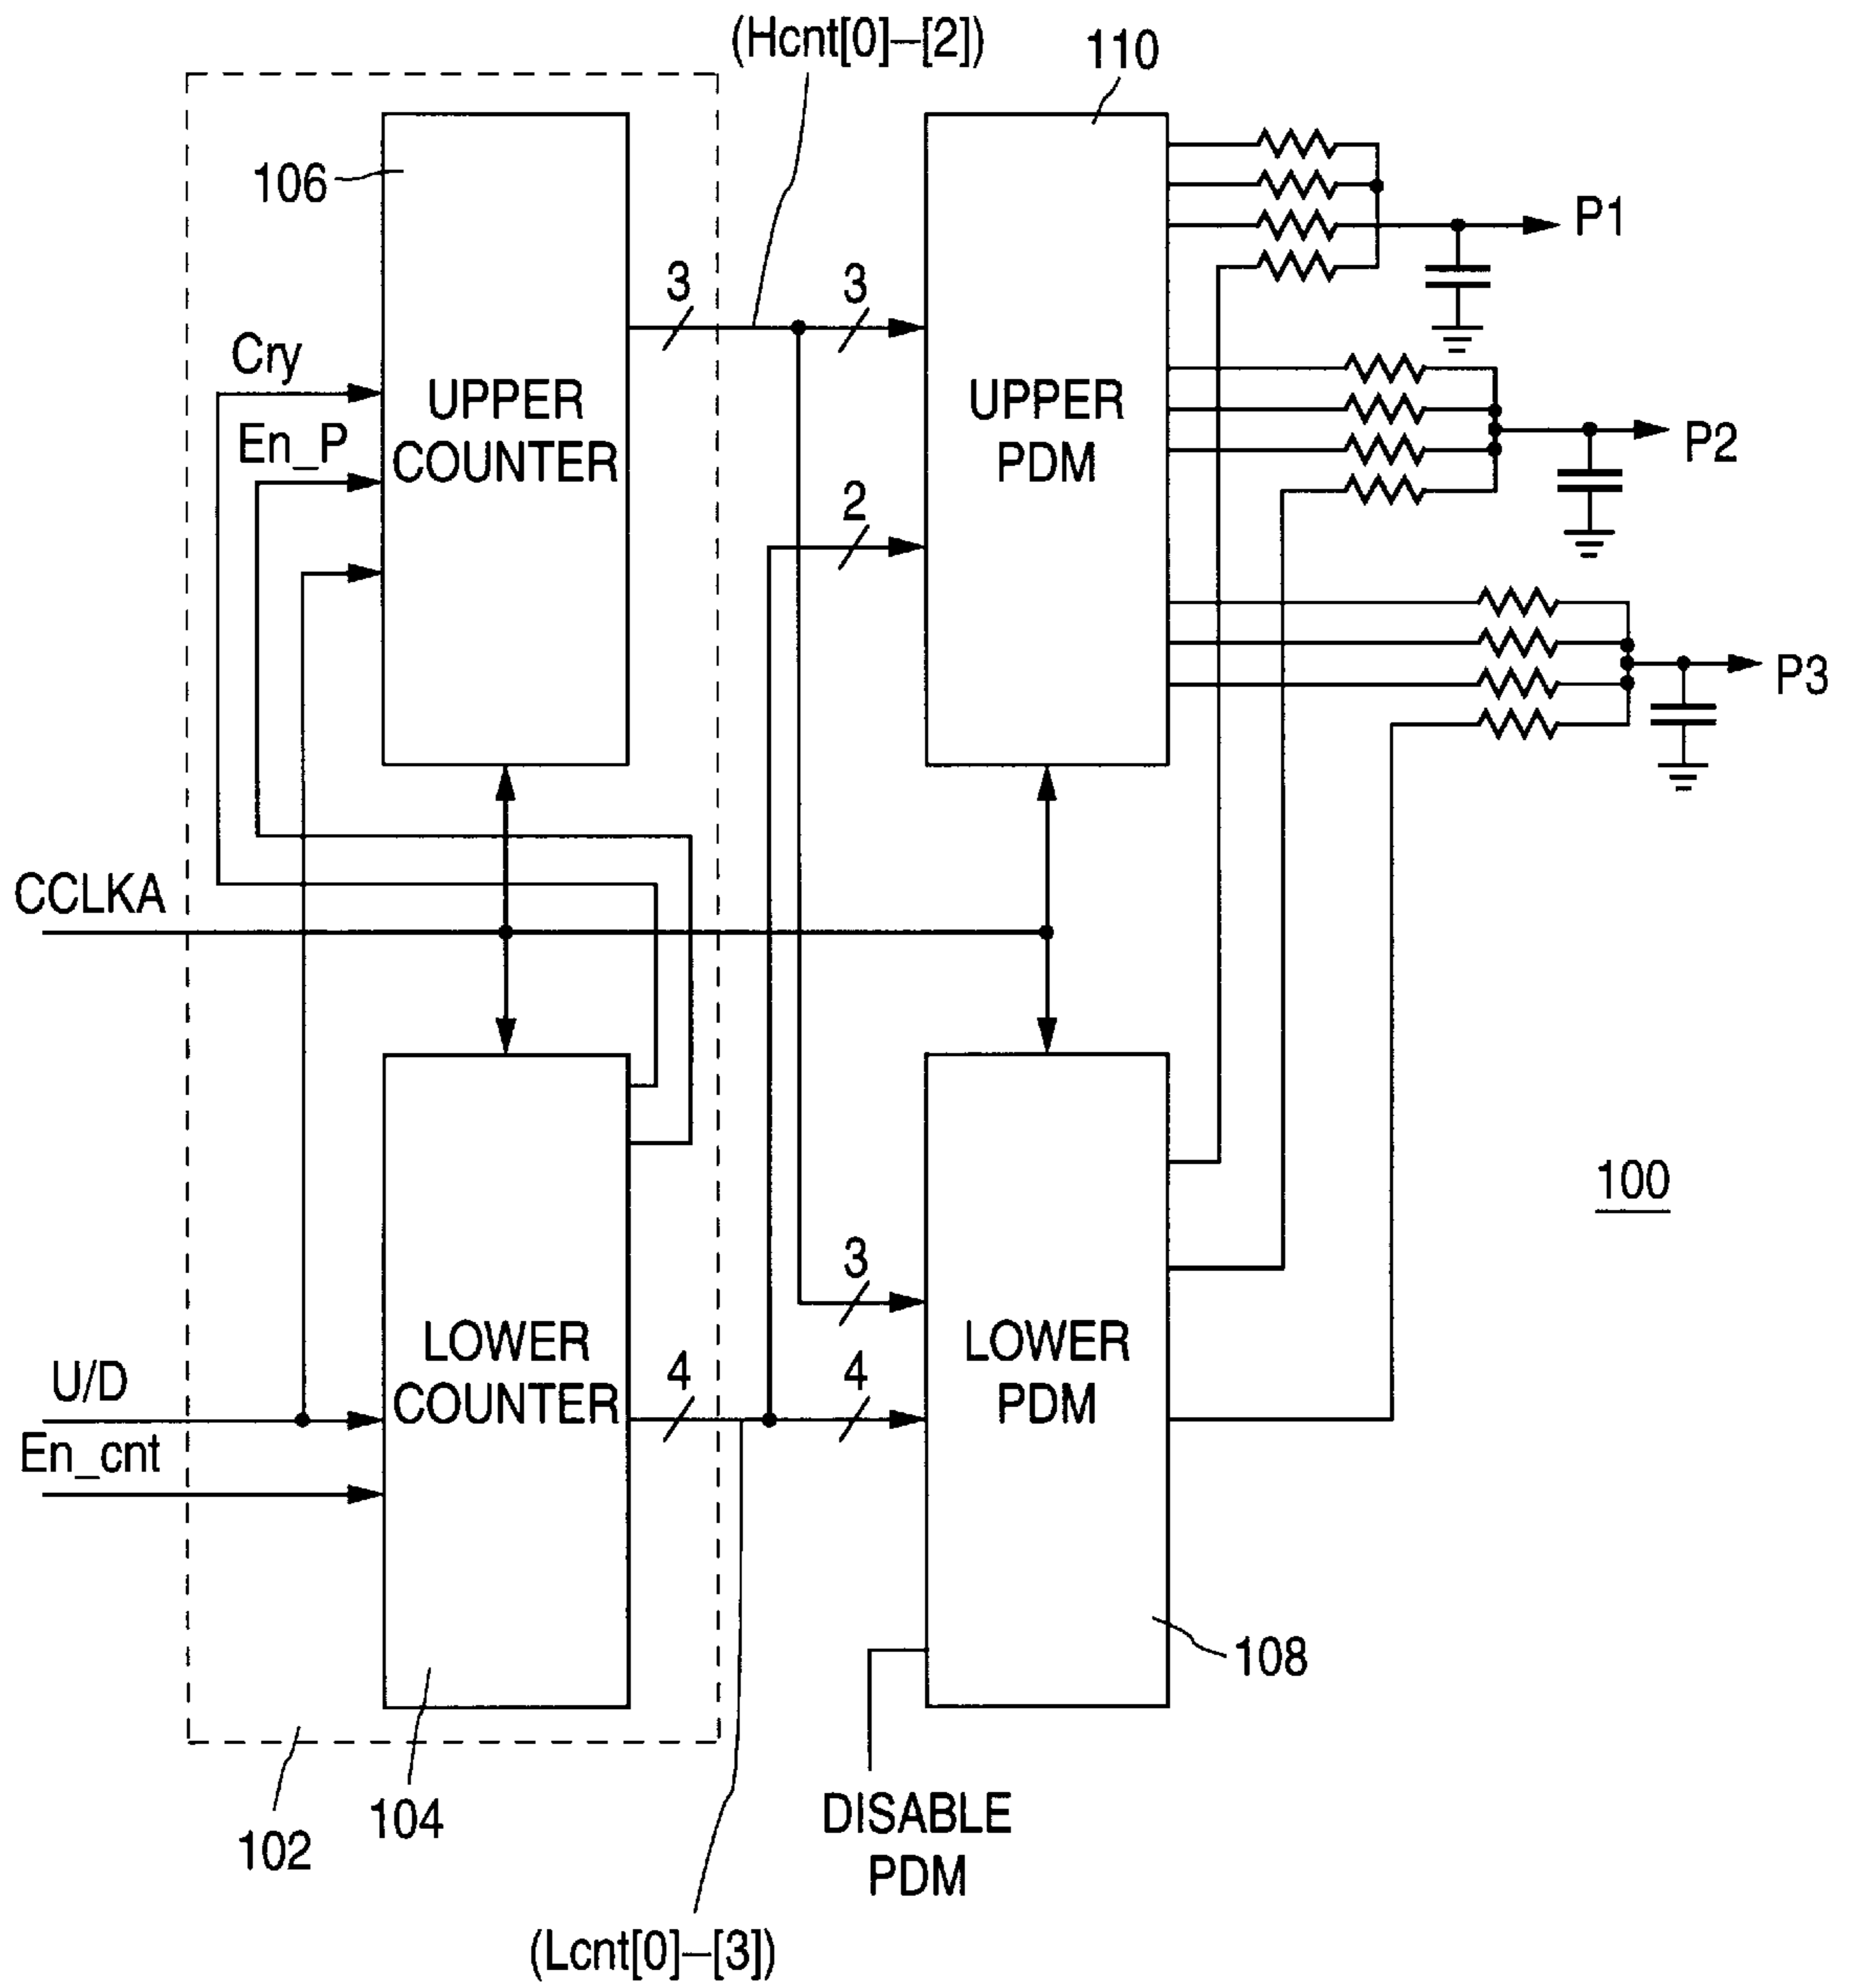 (Hcnt[0]–[2])
110
106
P1
3
3
Cry
UPPER
COUNTER
UPPER
PDM
En_P
P2
2
P3
CCLKA
100
3
LOWER
COUNTER
LOWER
PDM
4
4
U/D
En_cnt
108
102
104
DISABLE
PDM
(Lcnt[0]–[3])